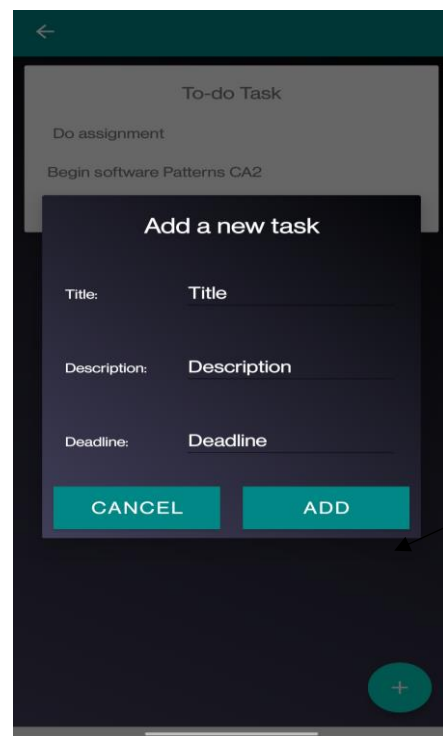 To-do Task
Do assignment
Begin software Patterns CA2
Add a new task
Title: Title
Description: Description
Deadline: Deadline
CANCEL ADD
+